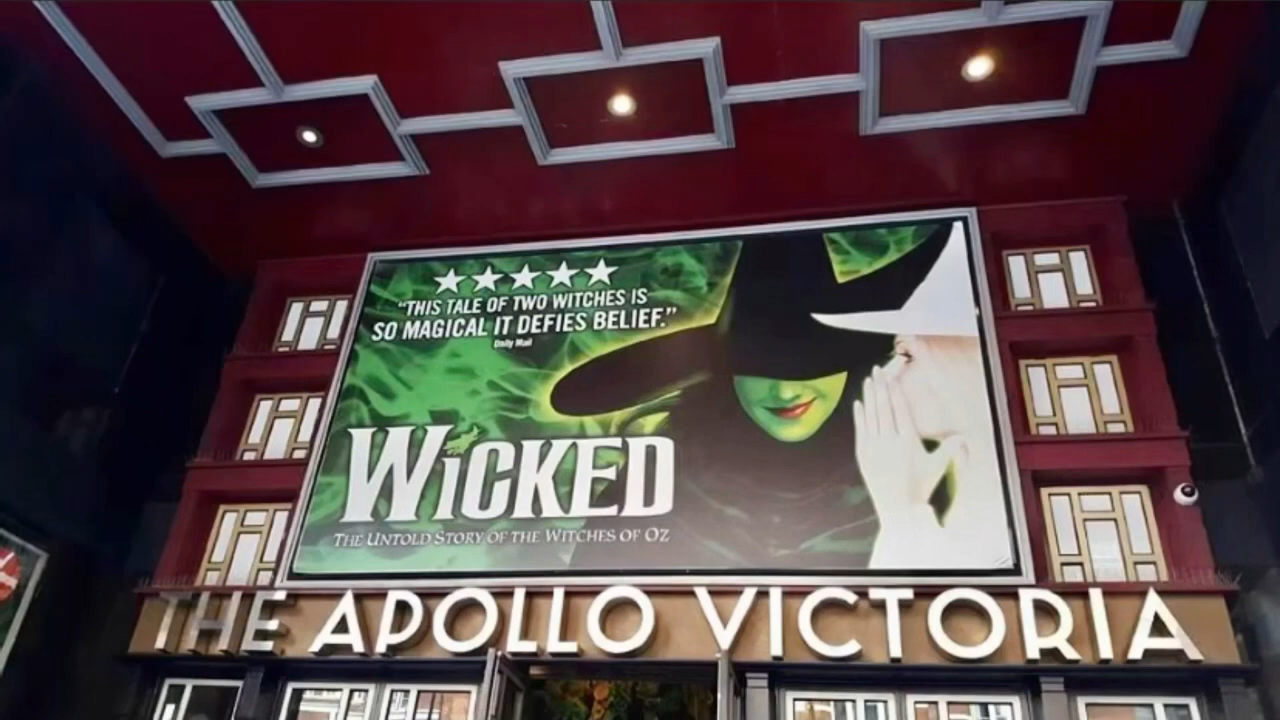 "THIS TALE OF TWO WITCHES IS
SO MAGICAL IT DEFIES BELIEF."
Daily Mail
WICKED
THE UNTOLD STORY OF THE WITCHES OF OZ
THE APOLLO VICTORIA